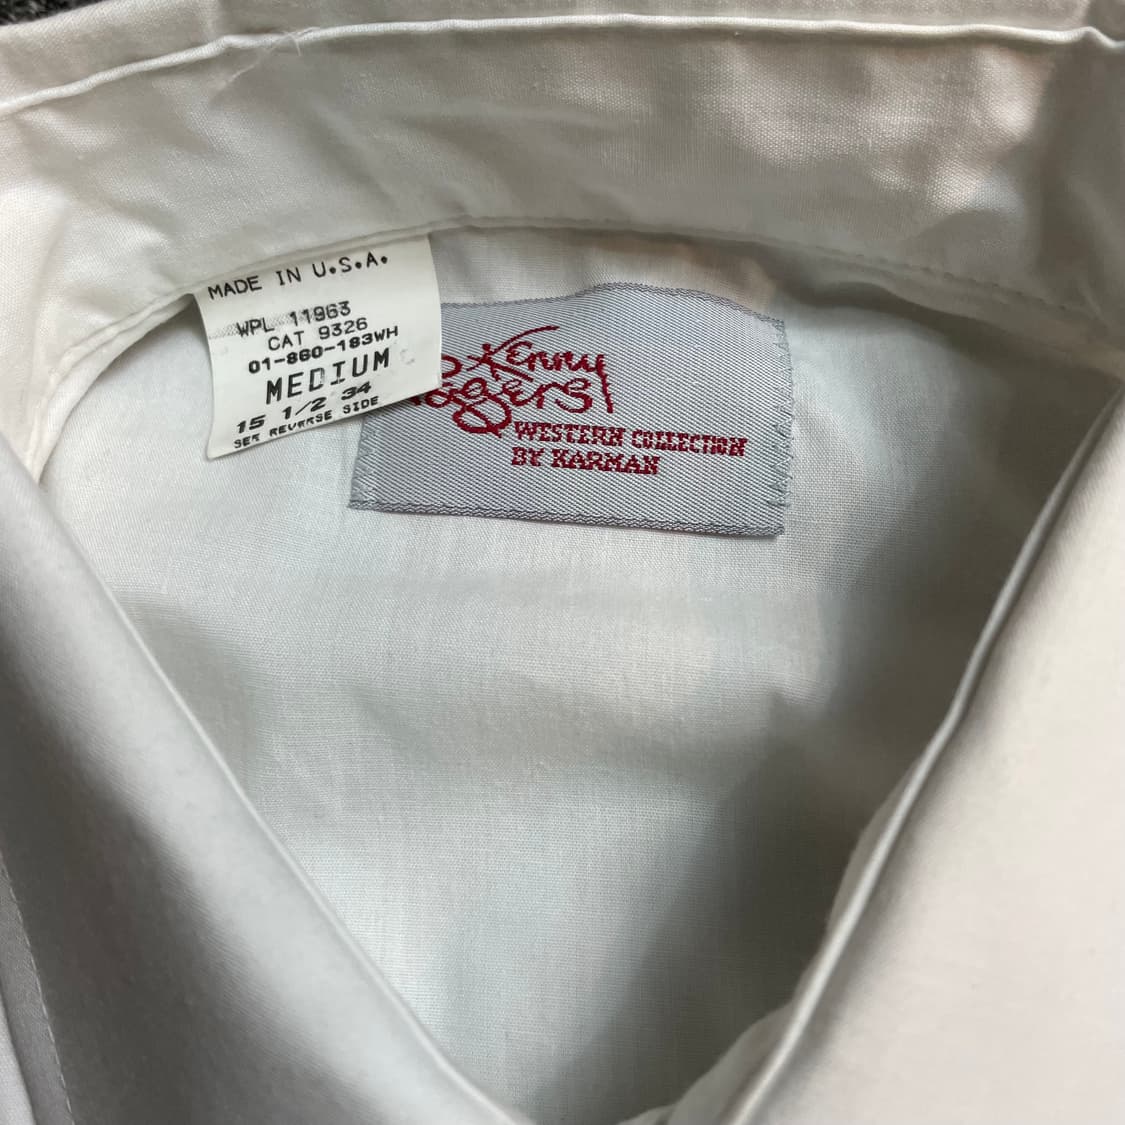 MADE IN U.S.A.
WPL 11963
CAT 9326
01-860-183WH
MEDIUM
15 1/2 34
SEE REVERSE SIDE
Kenny
WESTERN COLLECTION
BY KARMAN